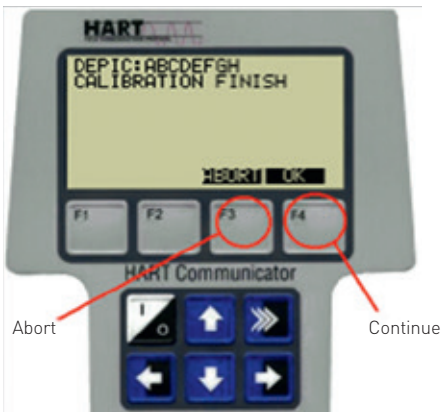 HART
DEPIC:ABCDEFGH
CALIBRATION FINISH
ABORT OK
F1 F2 F3 F4
HART Communicator
I
O
Abort
Continue